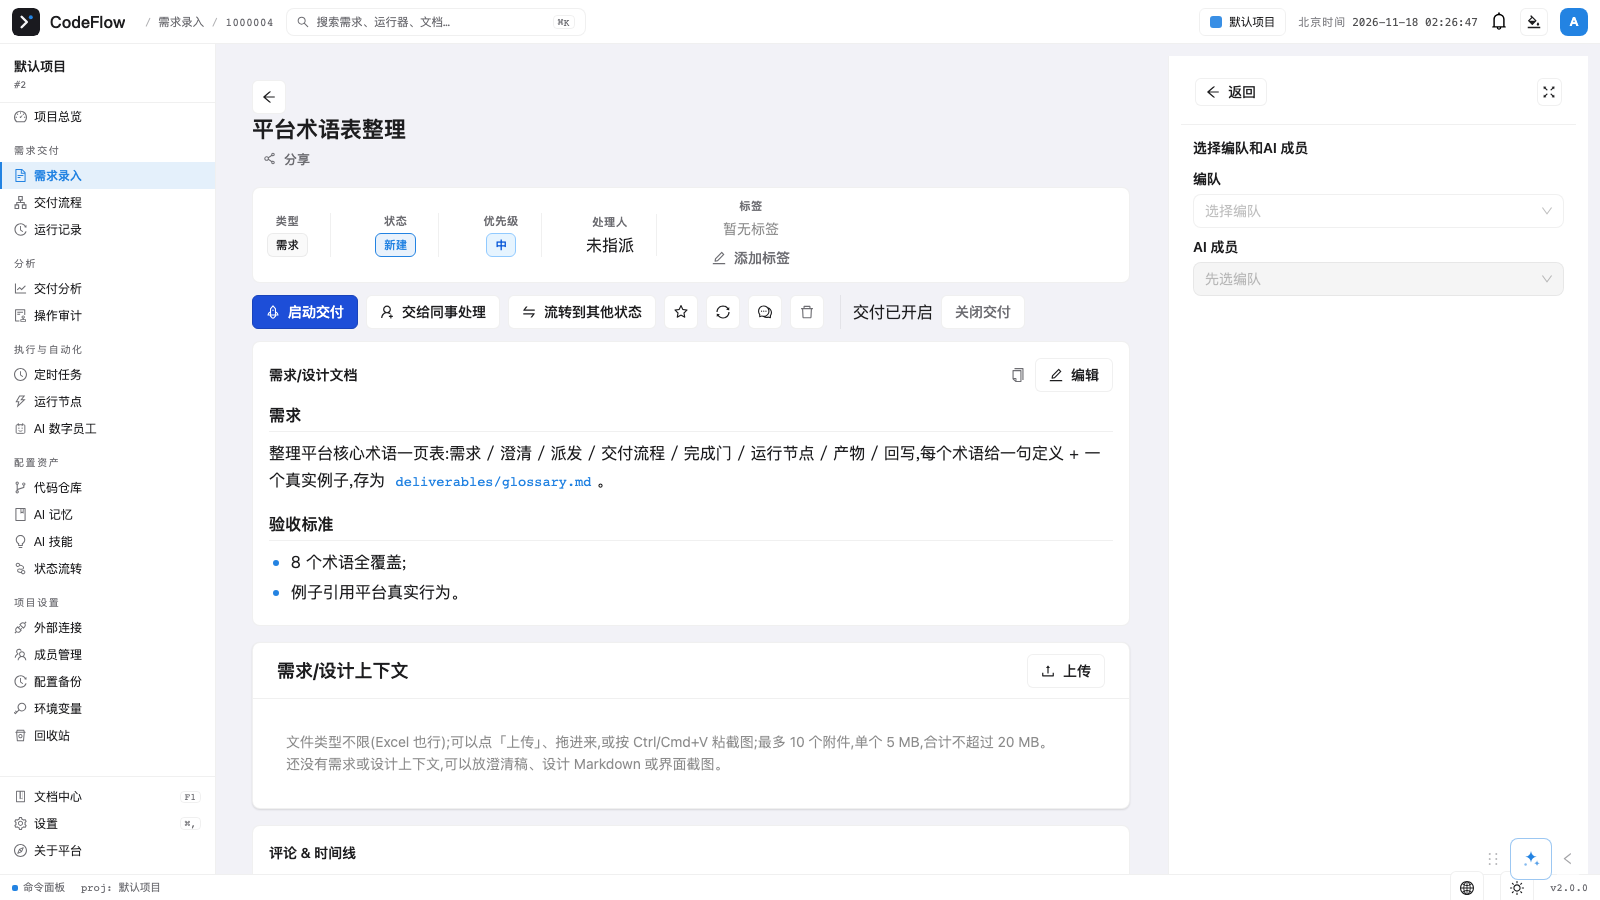 CodeFlow
/ 需求录入 / 1000004
搜索需求、运行器、文档...
⌘K
默认项目
北京时间 2026-11-18 02:26:47
A
默认项目
#2
项目总览
需求交付
需求录入
交付流程
运行记录
分析
交付分析
操作审计
执行与自动化
定时任务
运行节点
AI 数字员工
配置资产
代码仓库
AI 记忆
AI 技能
状态流转
项目设置
外部连接
成员管理
配置备份
环境变量
回收站
文档中心
F1
设置
⌘,
关于平台
平台术语表整理
分享
类型
需求
状态
新建
优先级
中
处理人
未指派
标签
暂无标签
添加标签
启动交付
交给同事处理
流转到其他状态
交付已开启
关闭交付
需求/设计文档
编辑
需求
整理平台核心术语一页表:需求 / 澄清 / 派发 / 交付流程 / 完成门 / 运行节点 / 产物 / 回写,每个术语给一句定义 + 一
个真实例子,存为 deliverables/glossary.md 。
验收标准
8 个术语全覆盖;
例子引用平台真实行为。
需求/设计上下文
上传
文件类型不限(Excel 也行);可以点「上传」、拖进来,或按 Ctrl/Cmd+V 粘截图;最多 10 个附件,单个 5 MB,合计不超过 20 MB。
还没有需求或设计上下文,可以放澄清稿、设计 Markdown 或界面截图。
评论 & 时间线
返回
选择编队和AI 成员
编队
选择编队
AI 成员
先选编队
命令面板
proj: 默认项目
v2.0.0